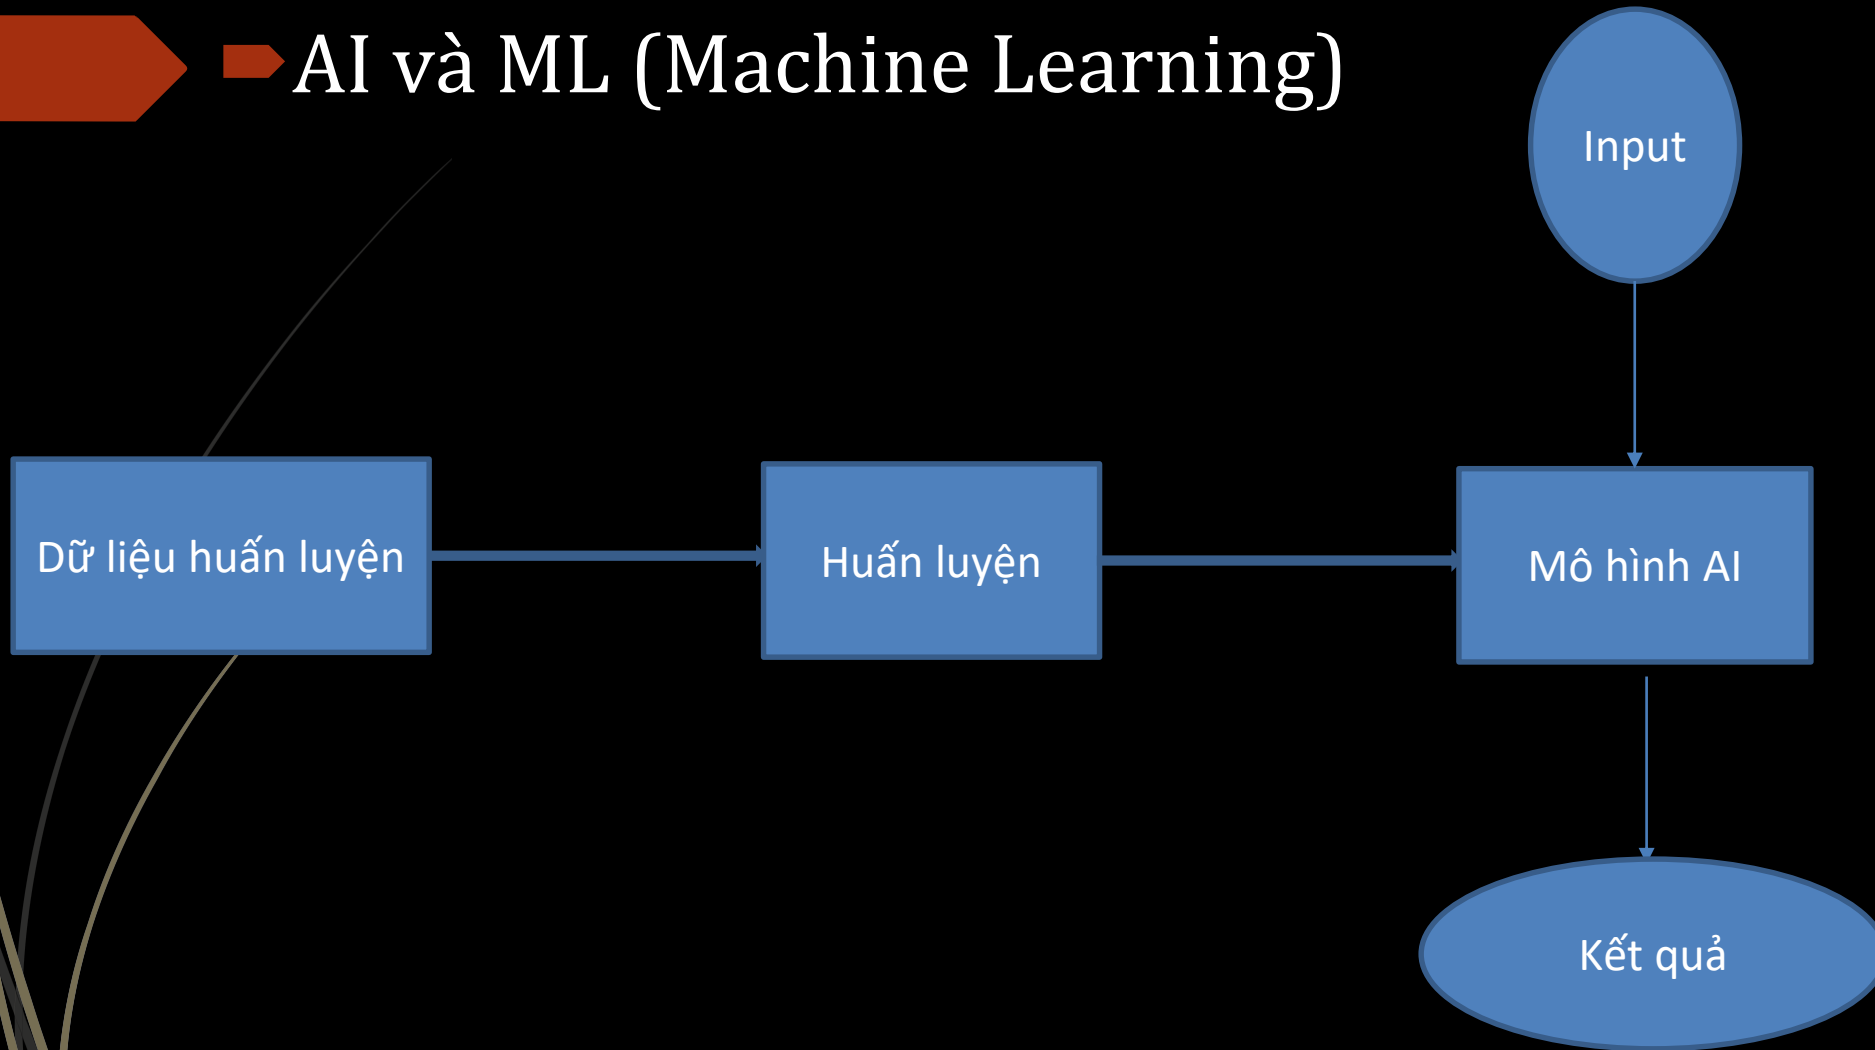 AI và ML (Machine Learning)
Input
Dữ liệu huấn luyện
Huấn luyện
Mô hình AI
Kết quả